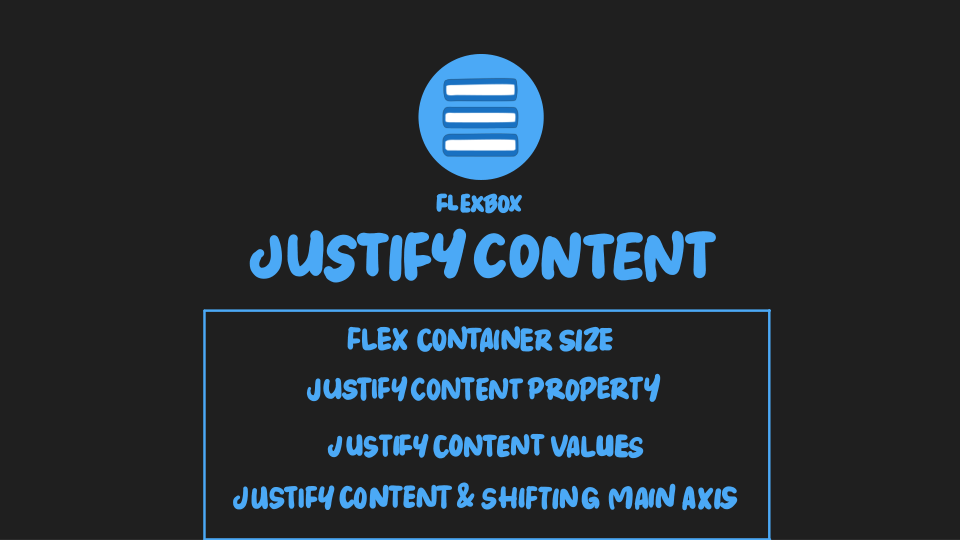 FLEXBOX
JUSTIFY CONTENT
FLEX CONTAINER SIZE
JUSTIFY CONTENT PROPERTY
JUSTIFY CONTENT VALUES
JUSTIFY CONTENT & SHIFTING MAIN AXIS